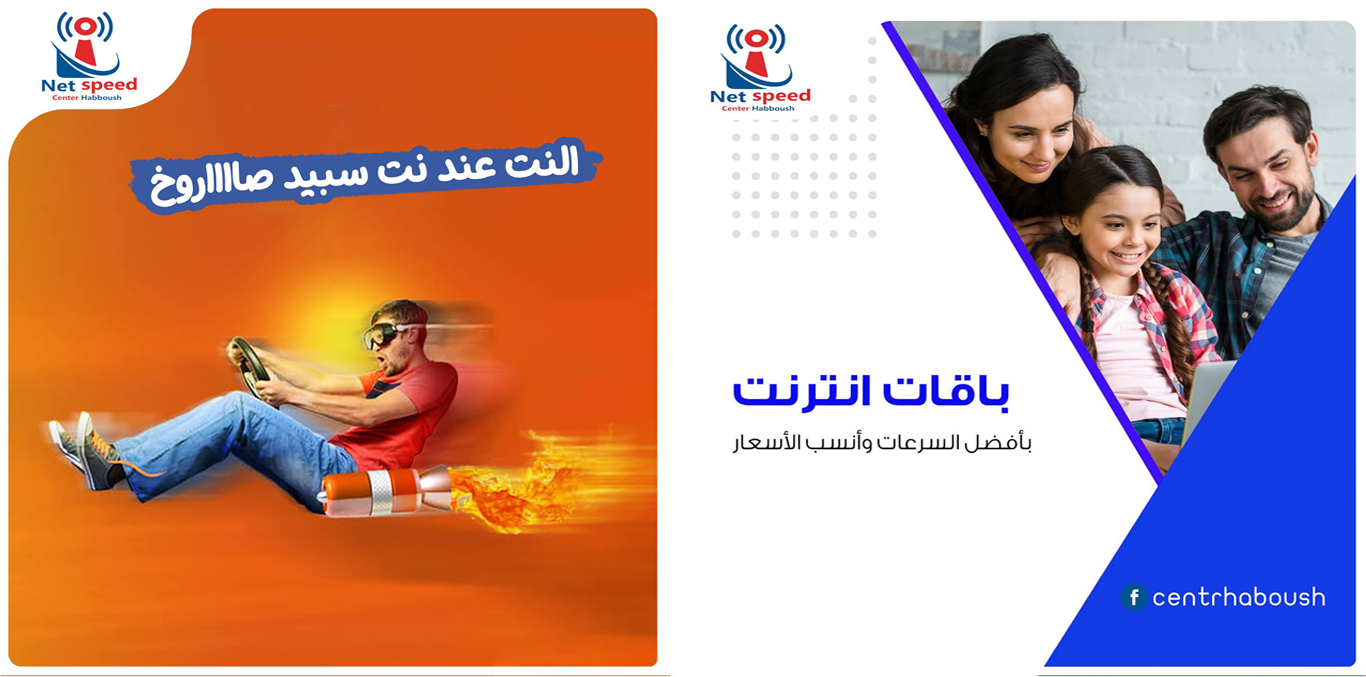 Net speed
Center Habboush
النت عند نت سبيد صااااروخ
Net speed
Center Habboush
باقات انترنت
بأفضل السرعات وأنسب الأسعار
f centrhaboush